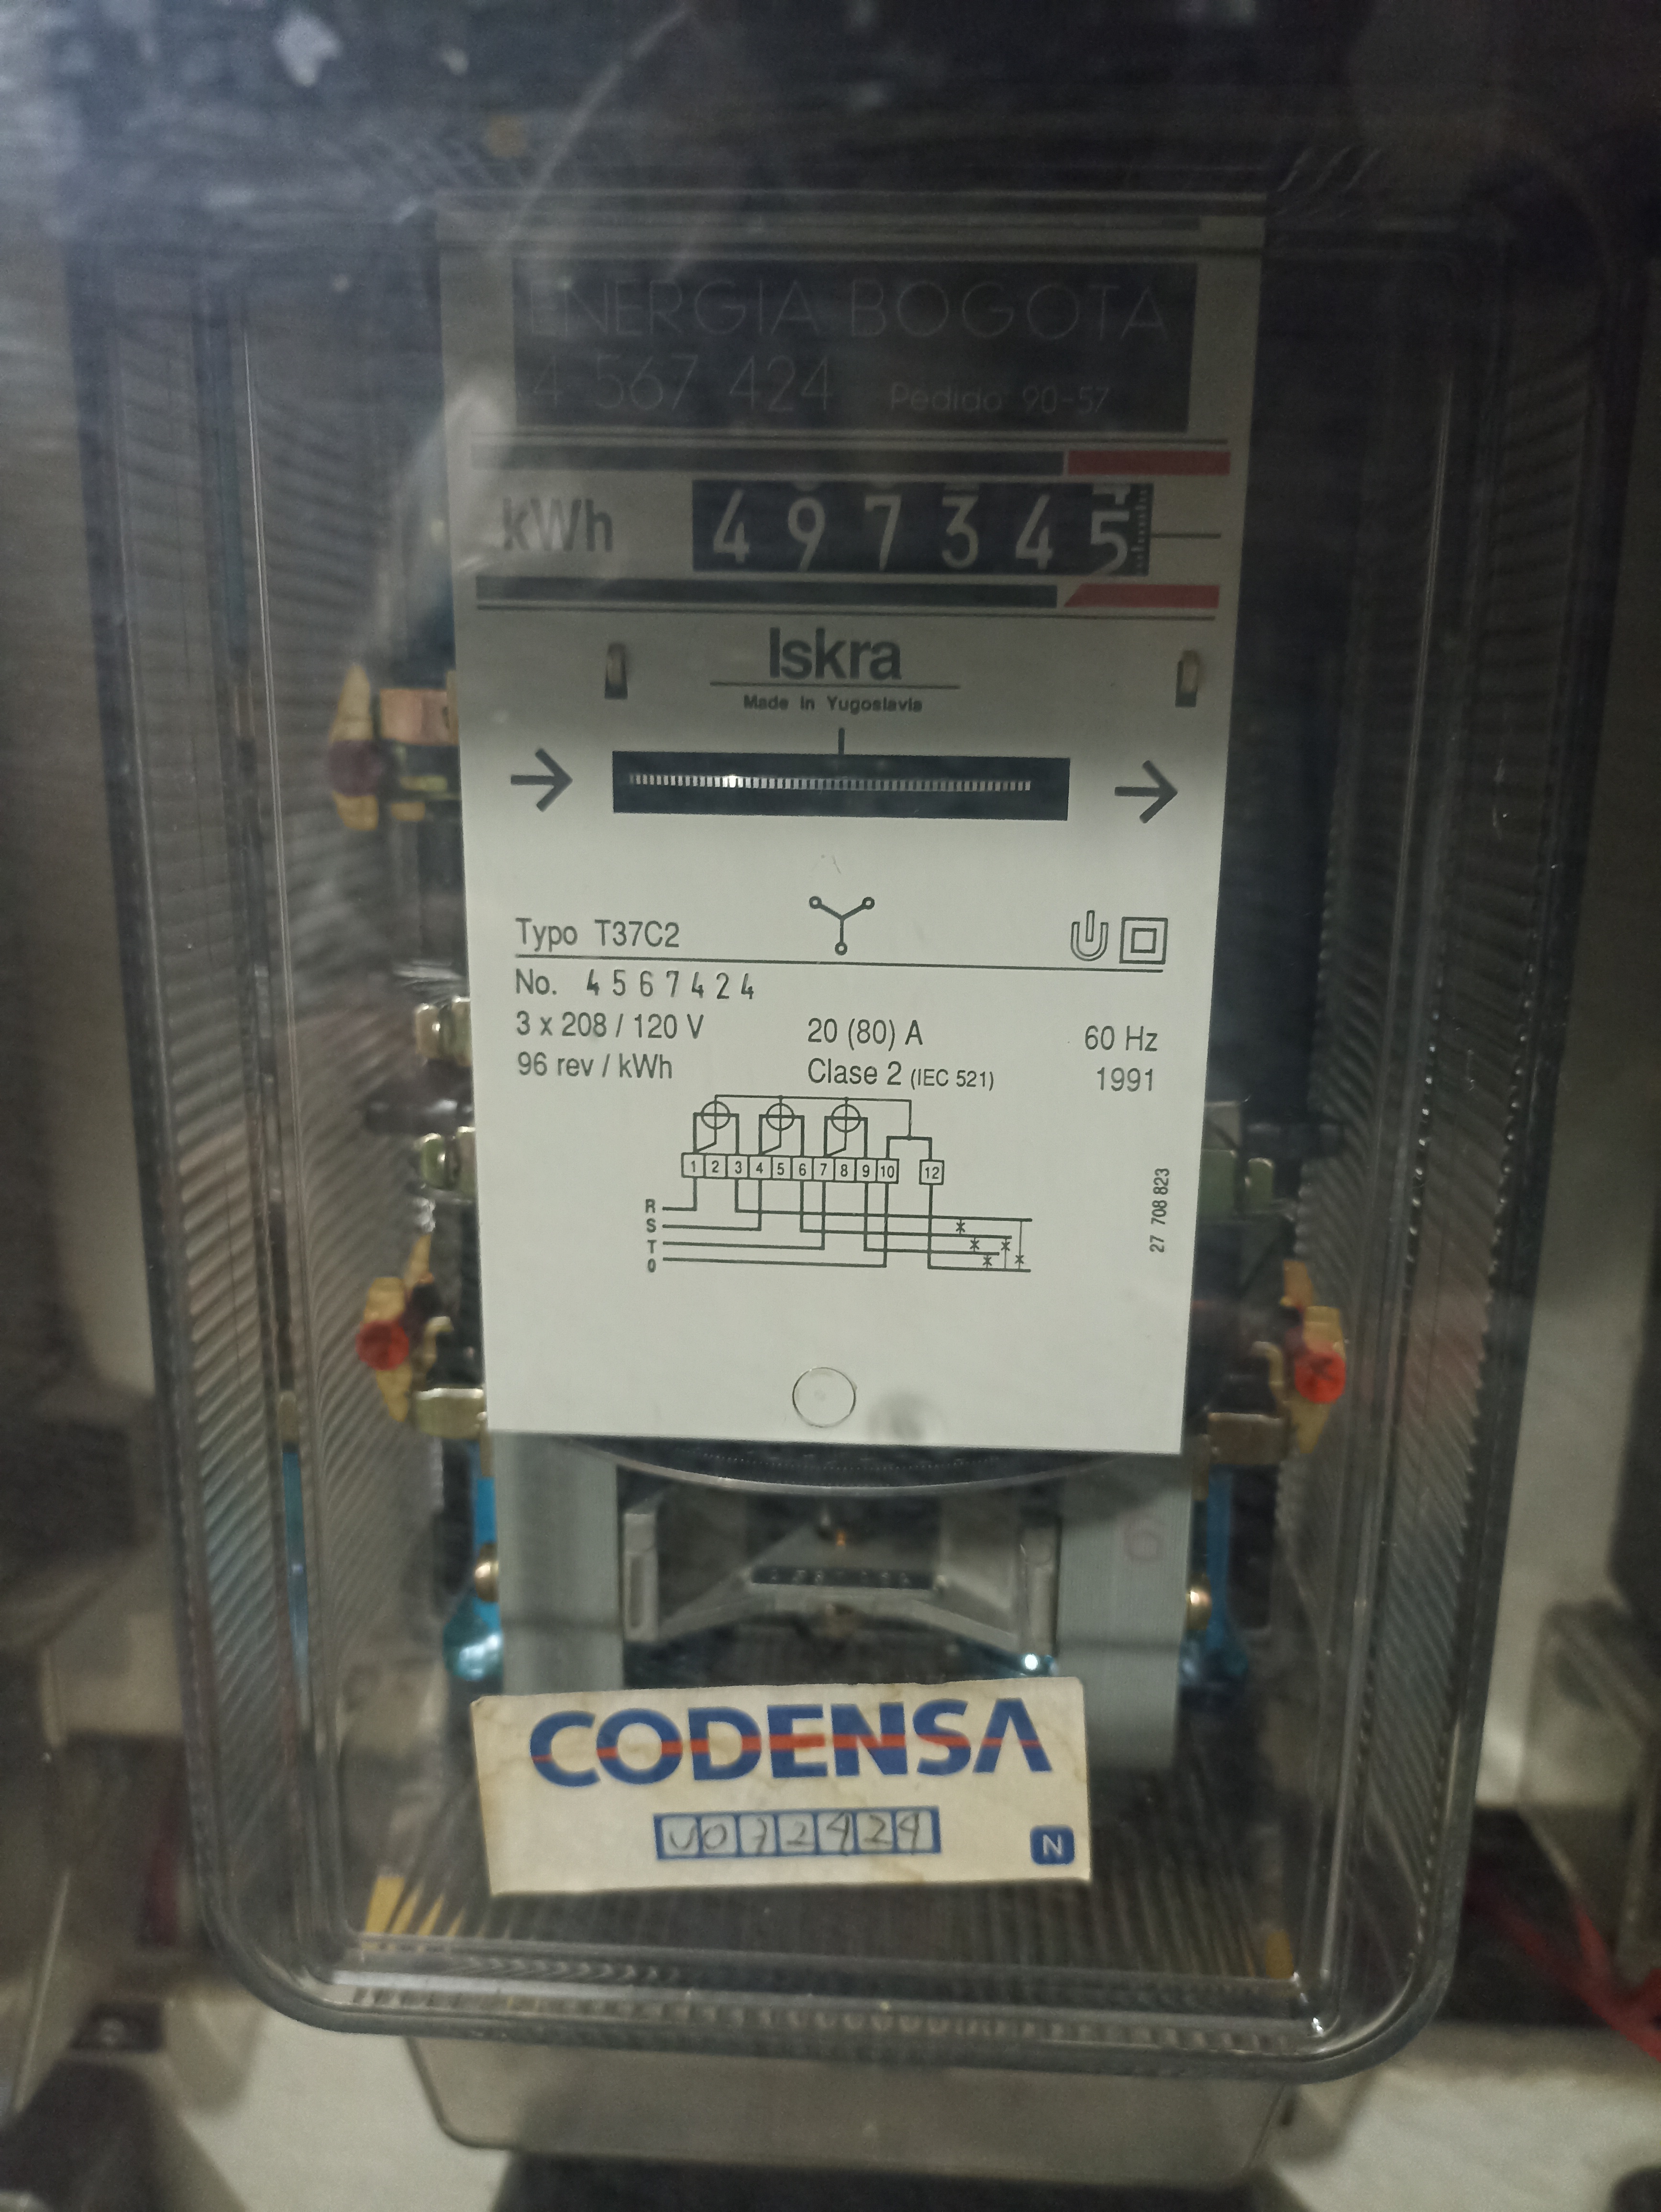 ENERGIA BOGOTA
4 567 424 Pedido: 90-57
kWh 497345
Iskra
Made in Yugoslavia
Typo T37C2
No. 4567424
3 x 208 / 120 V 20 (80) A 60 Hz
96 rev / kWh Clase 2 (IEC 521) 1991
1 2 3 4 5 6 7 8 9 10 12
R
S
T
0
27 708 823
CODENSA
072424
N